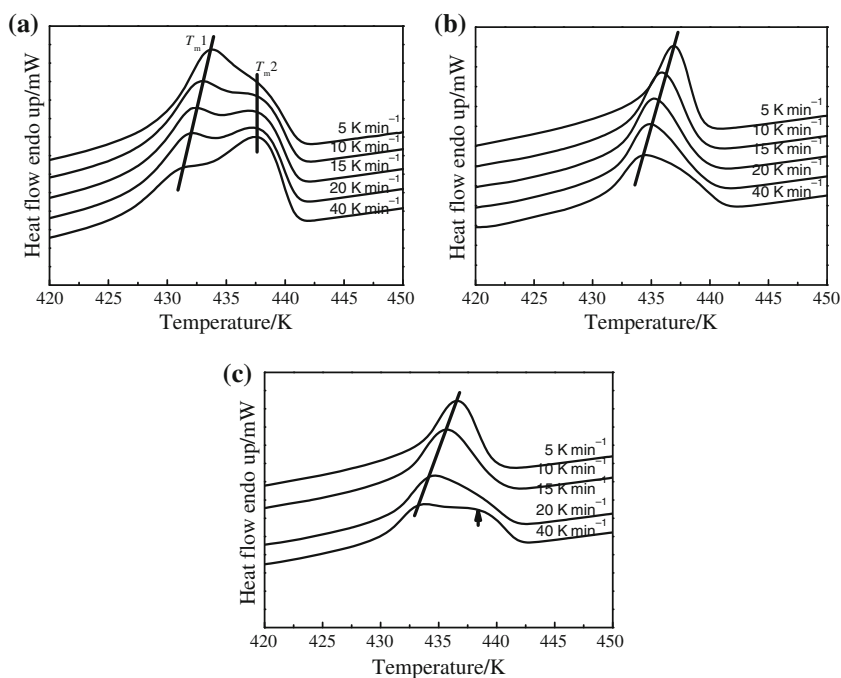 (a)
Heat flow endo up/mW
Tm1
Tm2
5 K min−1
10 K min−1
15 K min−1
20 K min−1
40 K min−1
420 425 430 435 440 445 450
Temperature/K
(b)
Heat flow endo up/mW
5 K min−1
10 K min−1
15 K min−1
20 K min−1
40 K min−1
420 425 430 435 440 445 450
Temperature/K
(c)
Heat flow endo up/mW
5 K min−1
10 K min−1
15 K min−1
20 K min−1
40 K min−1
420 425 430 435 440 445 450
Temperature/K